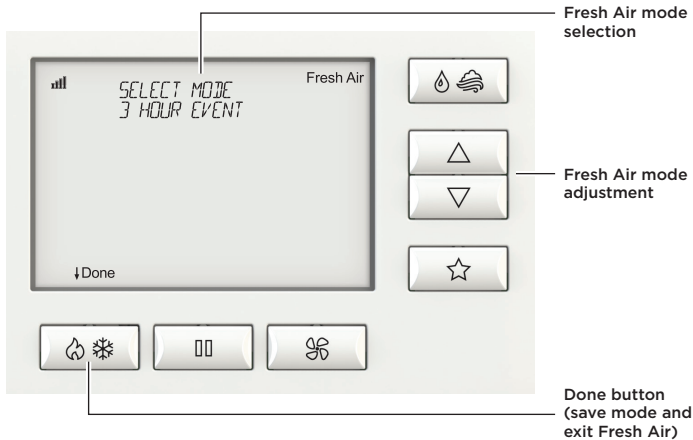 Fresh Air mode
selection
Fresh Air
SELECT MODE
3 HOUR EVENT
Fresh Air mode
adjustment
Done
Done button
(save mode and
exit Fresh Air)